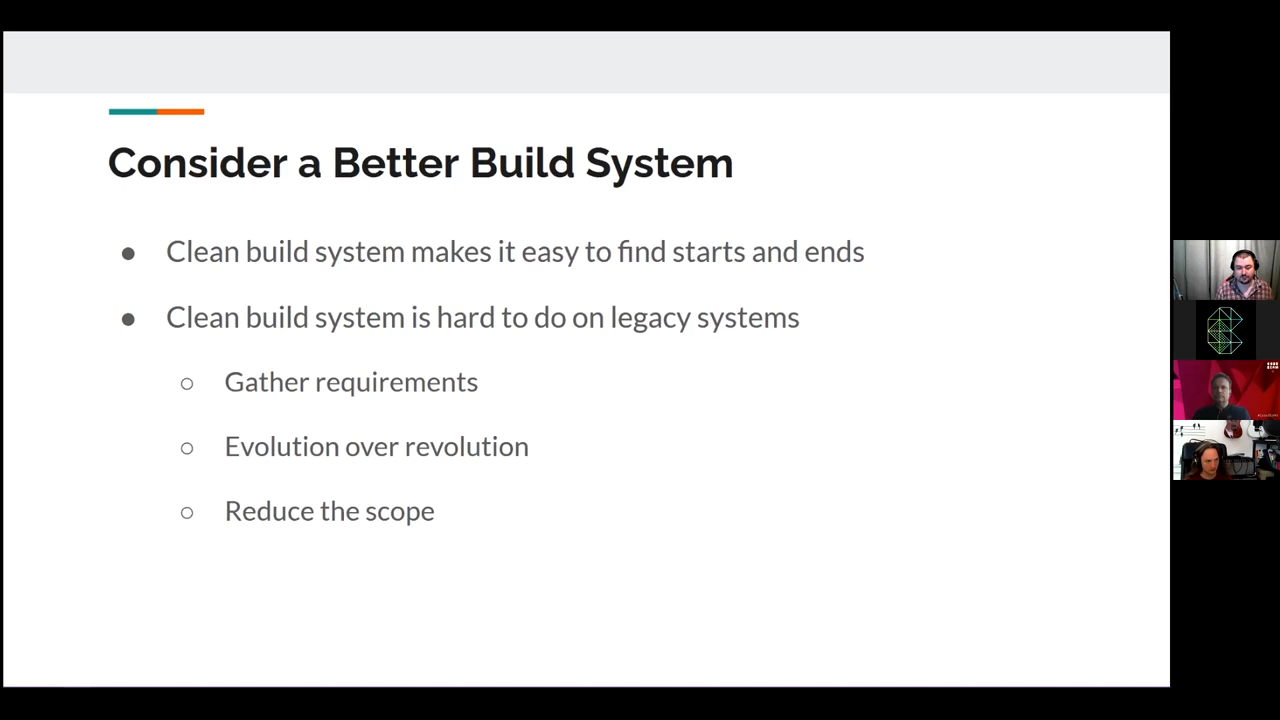 Consider a Better Build System
● Clean build system makes it easy to find starts and ends
● Clean build system is hard to do on legacy systems
○ Gather requirements
○ Evolution over revolution
○ Reduce the scope